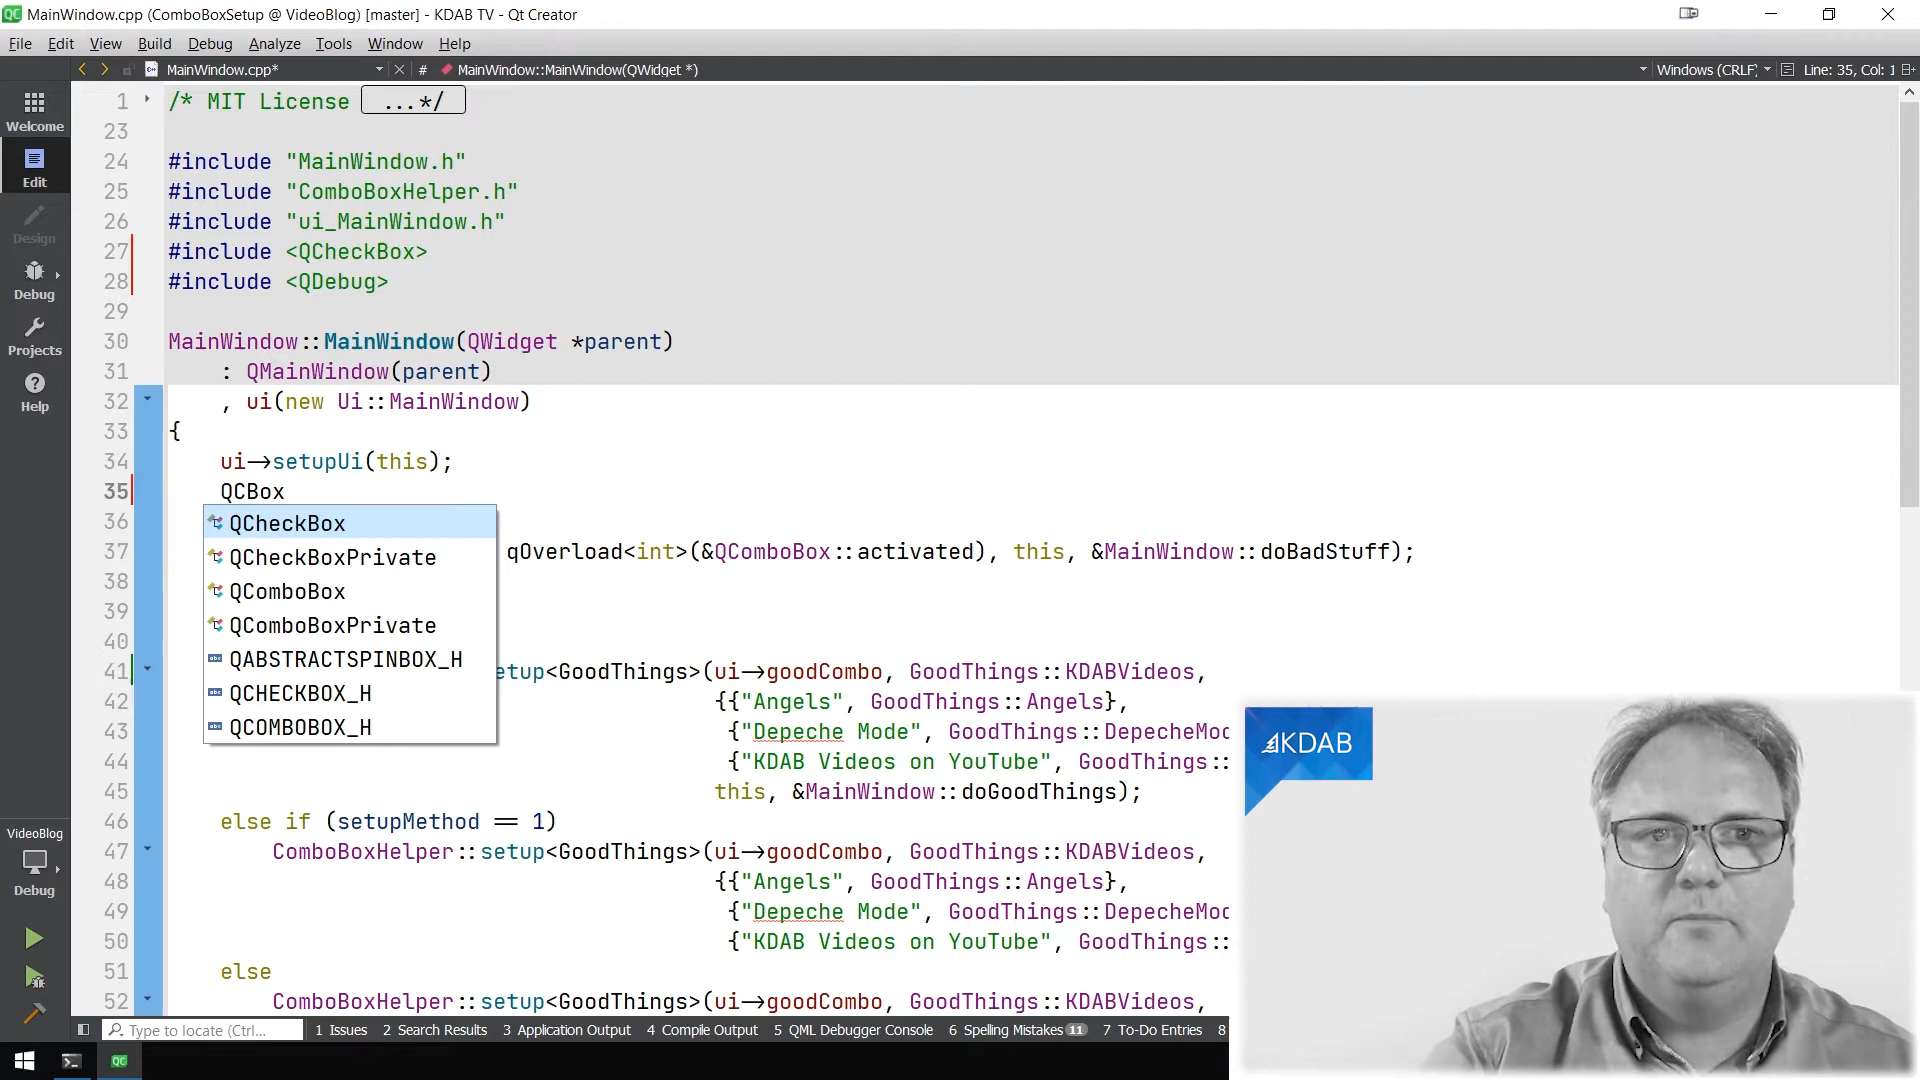 MainWindow.cpp (ComboBoxSetup @ VideoBlog) [master] - KDAB TV - Qt Creator
File Edit View Build Debug Analyze Tools Window Help
MainWindow.cpp* # MainWindow::MainWindow(QWidget *) Windows (CRLF) Line: 35, Col: 1
Welcome
Edit
Design
Debug
Projects
Help
VideoBlog
Debug
1 /* MIT License ...*/
23
24 #include "MainWindow.h"
25 #include "ComboBoxHelper.h"
26 #include "ui_MainWindow.h"
27 #include <QCheckBox>
28 #include <QDebug>
29
30 MainWindow::MainWindow(QWidget *parent)
31 : QMainWindow(parent)
32 , ui(new Ui::MainWindow)
33 {
34 ui->setupUi(this);
35 QCBox
36
37 qOverload<int>(&QComboBox::activated), this, &MainWindow::doBadStuff);
38
39
40
41 etup<GoodThings>(ui->goodCombo, GoodThings::KDABVideos,
42 {{"Angels", GoodThings::Angels},
43 {"Depeche Mode", GoodThings::DepecheMod
44 {"KDAB Videos on YouTube", GoodThings::
45 this, &MainWindow::doGoodThings);
46 else if (setupMethod == 1)
47 ComboBoxHelper::setup<GoodThings>(ui->goodCombo, GoodThings::KDABVideos,
48 {{"Angels", GoodThings::Angels},
49 {"Depeche Mode", GoodThings::DepecheMod
50 {"KDAB Videos on YouTube", GoodThings::
51 else
52 ComboBoxHelper::setup<GoodThings>(ui->goodCombo, GoodThings::KDABVideos,
QCheckBox
QCheckBoxPrivate
QComboBox
QComboBoxPrivate
QABSTRACTSPINBOX_H
QCHECKBOX_H
QCOMBOBOX_H
KDAB
Type to locate (Ctrl... 1 Issues 2 Search Results 3 Application Output 4 Compile Output 5 QML Debugger Console 6 Spelling Mistakes 11 7 To-Do Entries 8
QC